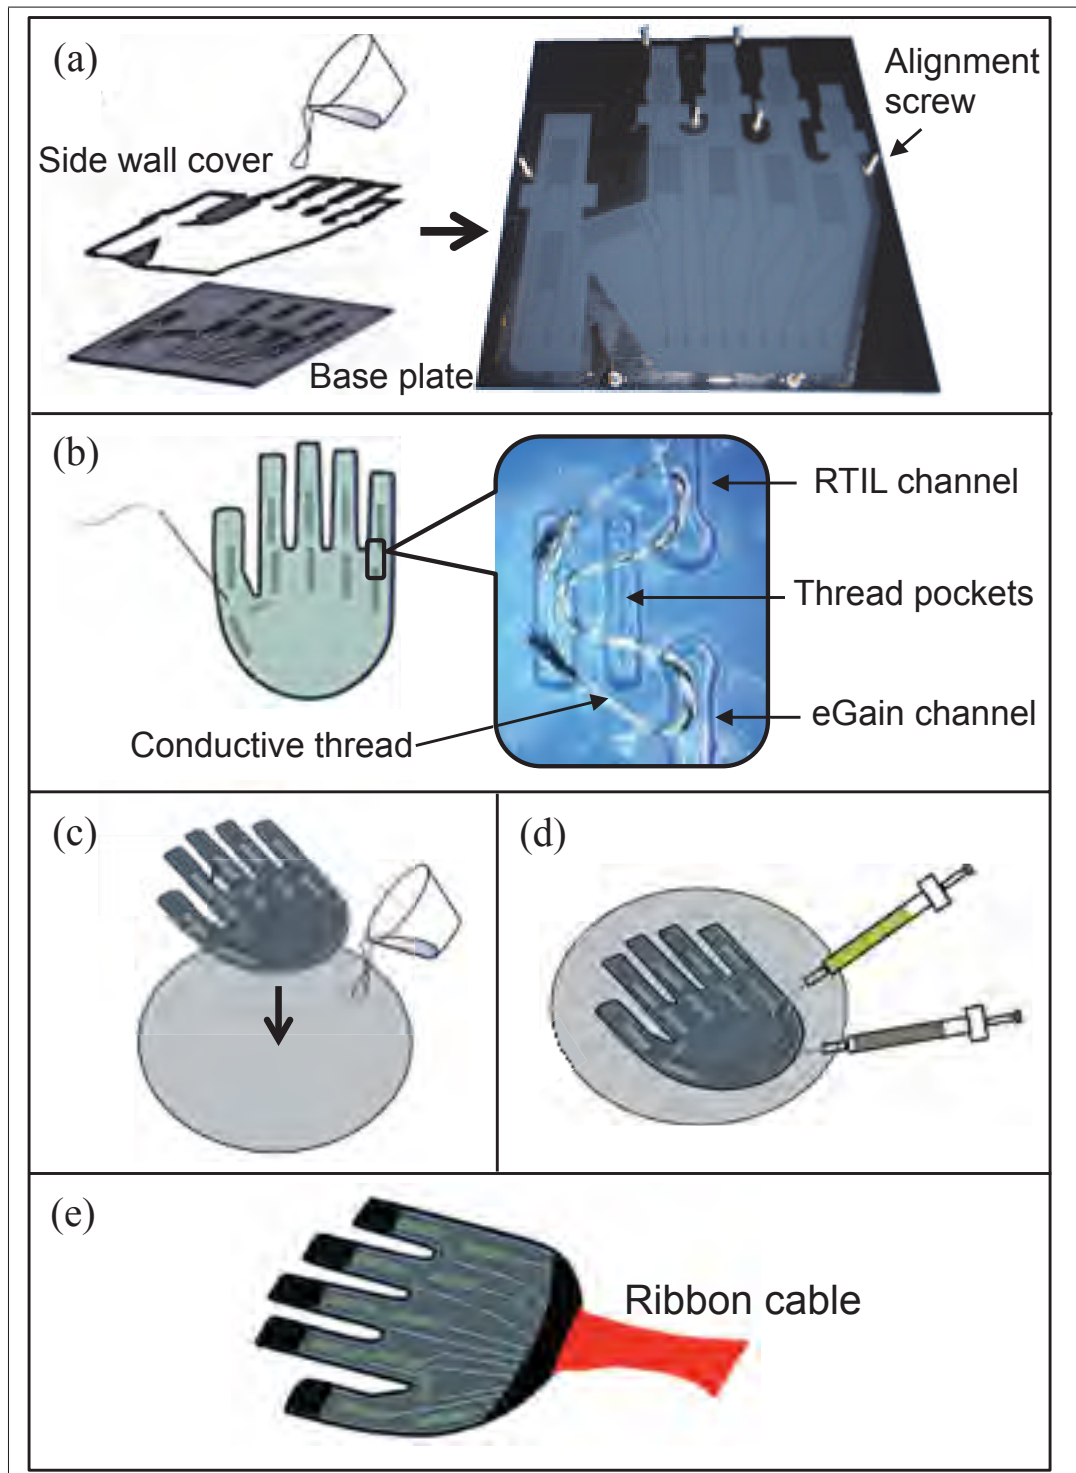 (a)
Alignment
screw
Side wall cover
Base plate
(b)
RTIL channel
Thread pockets
eGain channel
Conductive thread
(c)
(d)
(e)
Ribbon cable